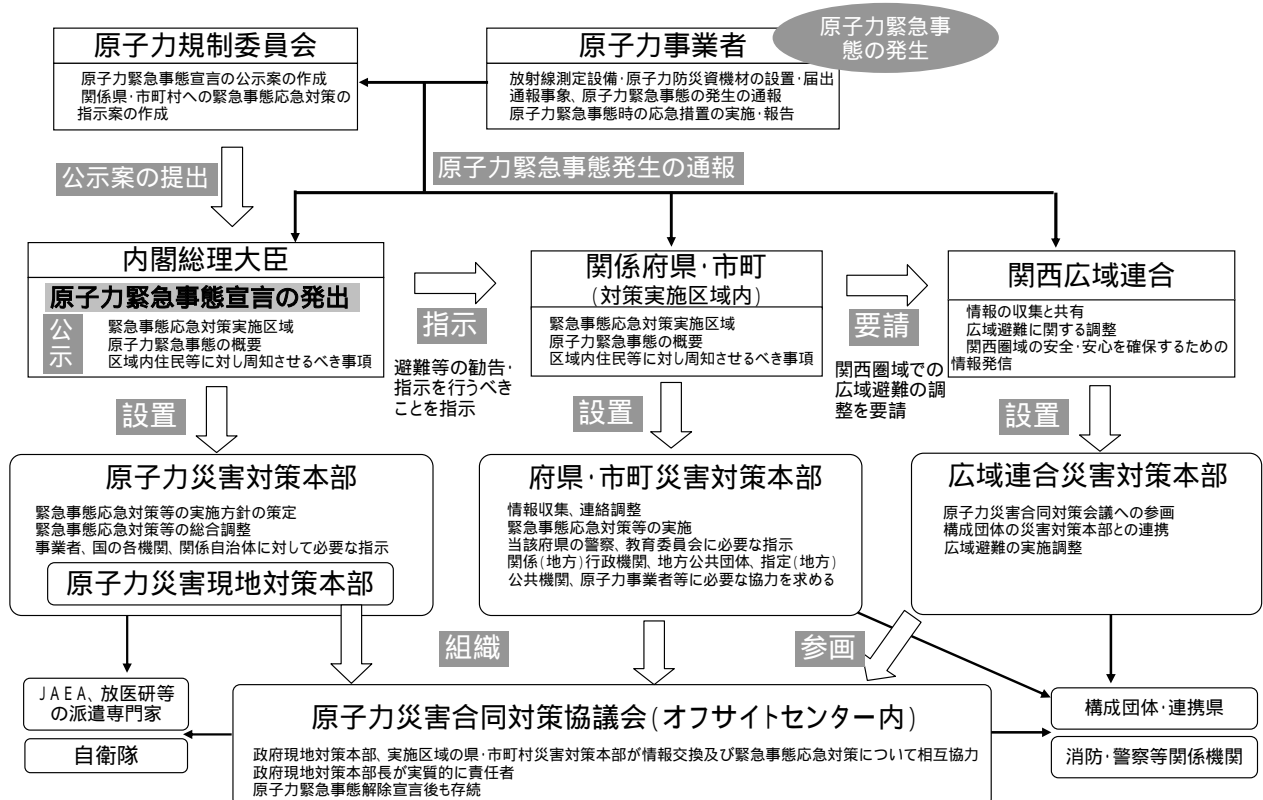 原子力緊急事
態の発生
原子力規制委員会
原子力緊急事態宣言の公示案の作成
関係県・市町村への緊急事態応急対策の
指示案の作成
原子力事業者
放射線測定設備・原子力防災資機材の設置・届出
通報事象、原子力緊急事態の発生の通報
原子力緊急事態時の応急措置の実施・報告
公示案の提出
原子力緊急事態発生の通報
内閣総理大臣
原子力緊急事態宣言の発出
公示
緊急事態応急対策実施区域
原子力緊急事態の概要
区域内住民等に対し周知させるべき事項
指示
避難等の勧告・
指示を行うべき
ことを指示
関係府県・市町
(対策実施区域内)
緊急事態応急対策実施区域
原子力緊急事態の概要
区域内住民等に対し周知させるべき事項
要請
関西圏域での
広域避難の調
整を要請
関西広域連合
情報の収集と共有
広域避難に関する調整
関西圏域の安全・安心を確保するための
情報発信
設置
設置
設置
原子力災害対策本部
緊急事態応急対策等の実施方針の策定
緊急事態応急対策等の総合調整
事業者、国の各機関、関係自治体に対して必要な指示
原子力災害現地対策本部
府県・市町災害対策本部
情報収集、連絡調整
緊急事態応急対策等の実施
当該府県の警察、教育委員会に必要な指示
関係(地方)行政機関、地方公共団体、指定(地方)
公共機関、原子力事業者等に必要な協力を求める
広域連合災害対策本部
原子力災害合同対策会議への参画
構成団体の災害対策本部との連携
広域避難の実施調整
組織
参画
JAEA、放医研等
の派遣専門家
自衛隊
原子力災害合同対策協議会(オフサイトセンター内)
政府現地対策本部、実施区域の県・市町村災害対策本部が情報交換及び緊急事態応急対策について相互協力
政府現地対策本部長が実質的に責任者
原子力緊急事態解除宣言後も存続
構成団体・連携県
消防・警察等関係機関